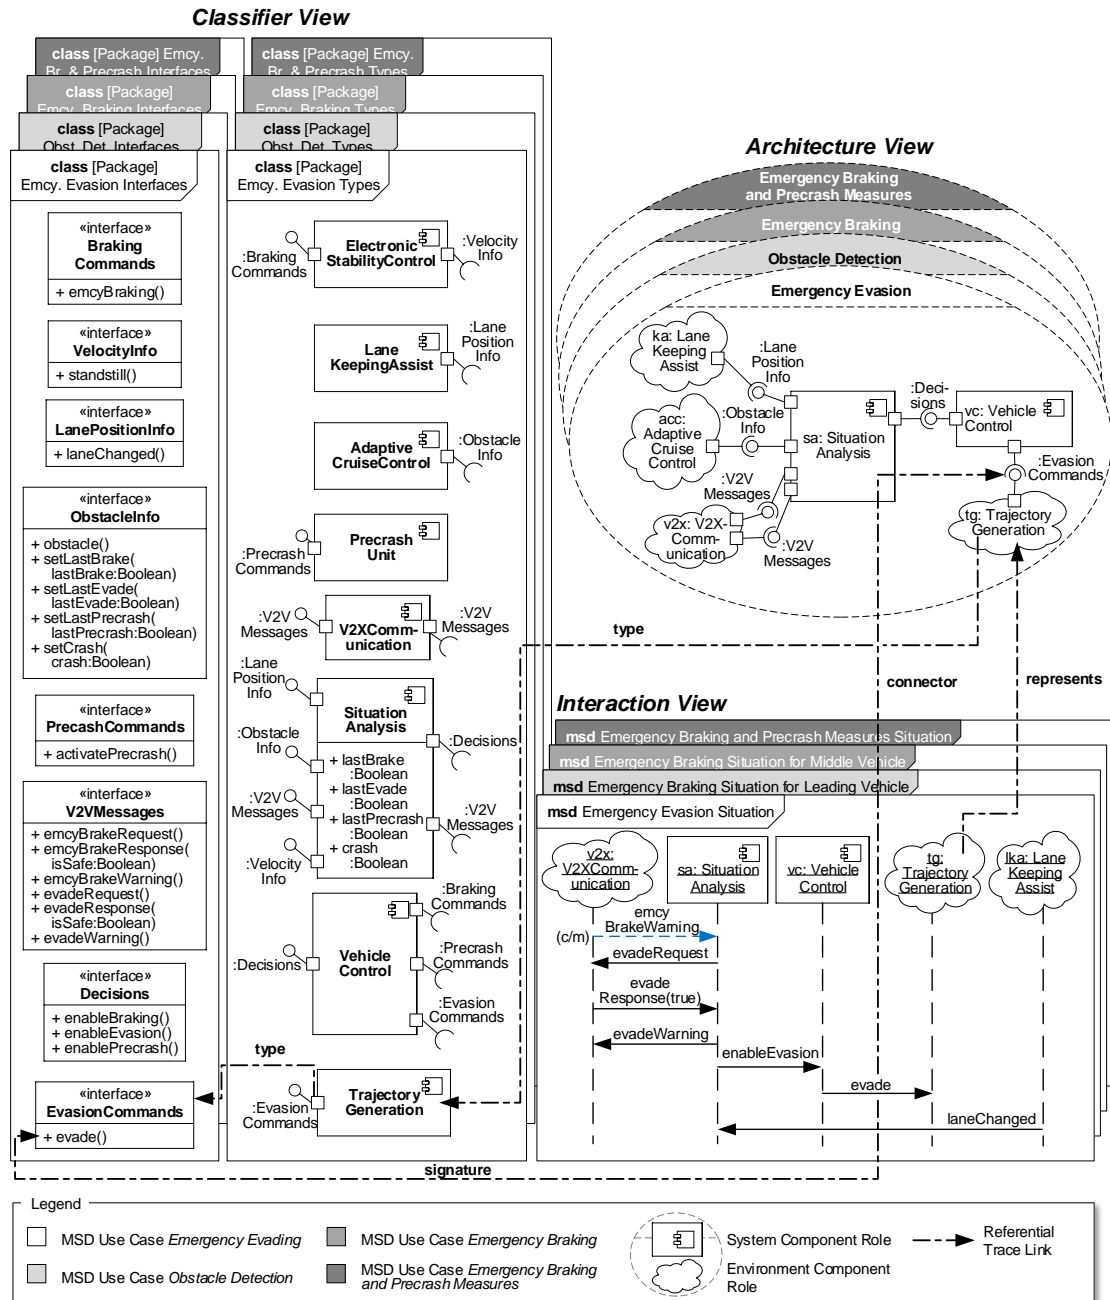 Classifier View
class [Package] Emcy.
Br. & Precrash Interfaces
class [Package] Emcy.
Br. & Precrash Types
class [Package]
Emcy. Braking Interfaces
class [Package]
Emcy. Braking Types
class [Package]
Obst. Det. Interfaces
class [Package]
Obst. Det. Types
class [Package]
Emcy. Evasion Interfaces
class [Package]
Emcy. Evasion Types
«interface»
Braking
Commands
+ emcyBraking()
«interface»
VelocityInfo
+ standstill()
«interface»
LanePositionInfo
+ laneChanged()
«interface»
ObstacleInfo
+ obstacle()
+ setLastBrake(
lastBrake:Boolean)
+ setLastEvade(
lastEvade:Boolean)
+ setLastPrecrash(
lastPrecrash:Boolean)
+ setCrash(
crash:Boolean)
«interface»
PrecashCommands
+ activatePrecrash()
«interface»
V2VMessages
+ emcyBrakeRequest()
+ emcyBrakeResponse(
isSafe:Boolean)
+ emcyBrakeWarning()
+ evadeRequest()
+ evadeResponse(
isSafe:Boolean)
+ evadeWarning()
«interface»
Decisions
+ enableBraking()
+ enableEvasion()
+ enablePrecrash()
«interface»
EvasionCommands
+ evade()
:Braking
Commands
Electronic
StabilityControl
:Velocity
Info
Lane
KeepingAssist
:Lane
Position
Info
Adaptive
CruiseControl
:Obstacle
Info
:Precrash
Commands
Precrash
Unit
:V2V
Messages
V2XComm-
unication
:V2V
Messages
:Lane
Position
Info
:Obstacle
Info
:V2V
Messages
:Velocity
Info
Situation
Analysis
+ lastBrake
:Boolean
+ lastEvade
:Boolean
+ lastPrecrash
:Boolean
+ crash
:Boolean
:Decisions
:V2V
Messages
:Decisions
Vehicle
Control
:Braking
Commands
:Precrash
Commands
:Evasion
Commands
type
:Evasion
Commands
Trajectory
Generation
signature
Architecture View
Emergency Braking
and Precrash Measures
Emergency Braking
Obstacle Detection
Emergency Evasion
ka: Lane
Keeping
Assist
:Lane
Position
Info
acc:
Adaptive
Cruise
Control
:Obstacle
Info
:V2V
Messages
v2x: V2X-
Com-
munication
:V2V
Messages
sa: Situation
Analysis
:Deci-
sions
vc: Vehicle
Control
:Evasion
Commands
tg: Trajectory
Generation
type
connector
represents
Interaction View
msd Emergency Braking and Precrash Measures Situation
msd Emergency Braking Situation for Middle Vehicle
msd Emergency Braking Situation for Leading Vehicle
msd Emergency Evasion Situation
v2x:
V2XComm-
unication
sa: Situation
Analysis
vc: Vehicle
Control
tg:
Trajectory
Generation
lka: Lane
Keeping
Assist
emcy
BrakeWarning
(c/m)
evadeRequest
evade
Response(true)
evadeWarning
enableEvasion
evade
laneChanged
Legend
MSD Use Case Emergency Evading
MSD Use Case Obstacle Detection
MSD Use Case Emergency Braking
MSD Use Case Emergency Braking
and Precrash Measures
System Component Role
Environment Component
Role
Referential
Trace Link